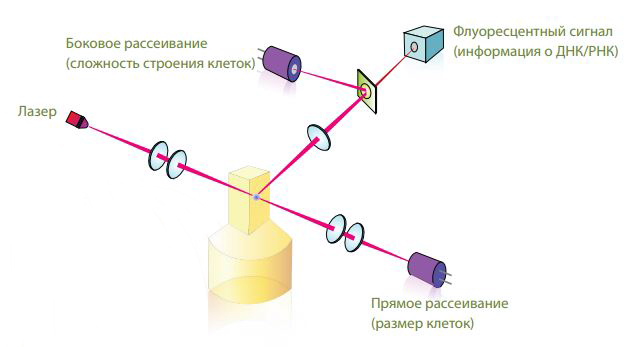 Флуоресцентный сигнал
(информация о ДНК/РНК)
Боковое рассеивание
(сложность строения клеток)
Лазер
Прямое рассеивание
(размер клеток)